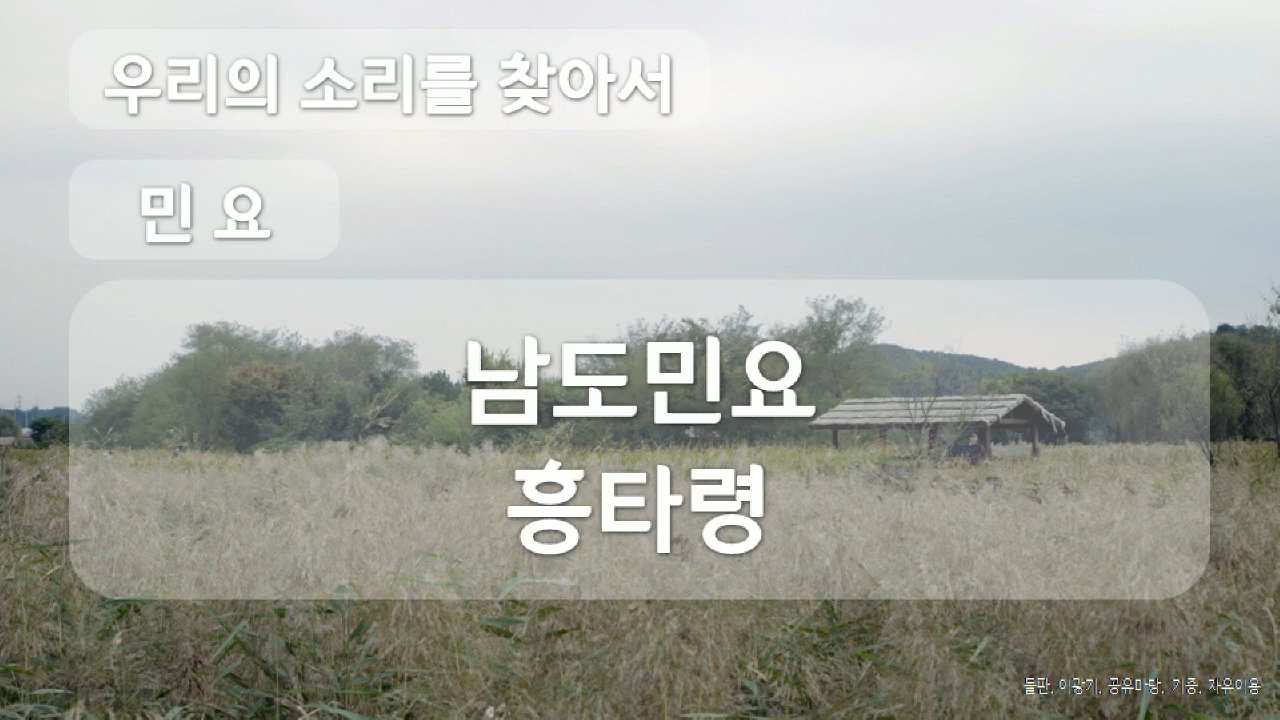 우리의 소리를 찾아서
민 요
남도민요
흥타령
들판, 이광기, 공유마당, 기증, 자유이용